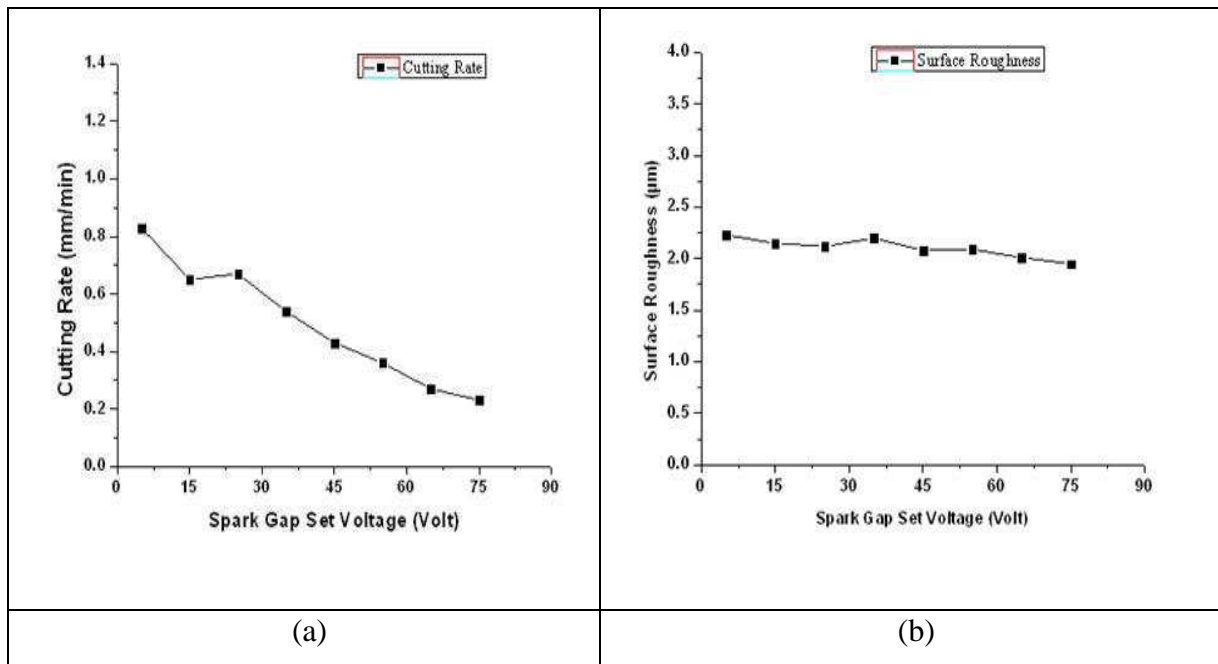 Cutting Rate
1.4
1.2
1.0
0.8
0.6
0.4
0.2
0.0
Cutting Rate (mm/min)
0 15 30 45 60 75 90
Spark Gap Set Voltage (Volt)
(a)
Surface Roughness
4.0
3.5
3.0
2.5
2.0
1.5
1.0
0.5
0.0
Surface Roughness (µm)
0 15 30 45 60 75 90
Spark Gap Set Voltage (Volt)
(b)